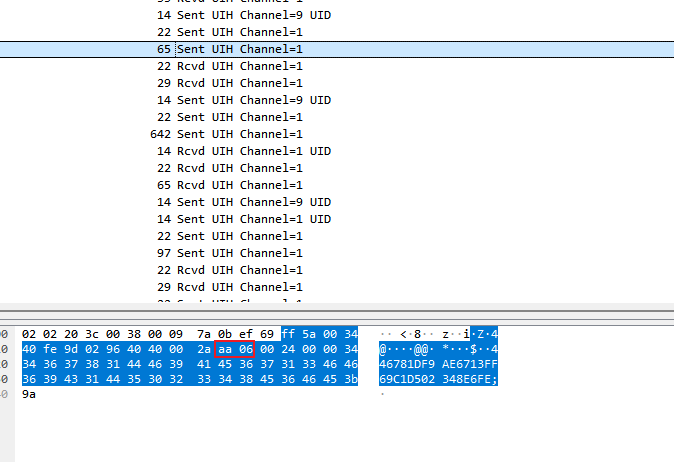 14 Sent UIH Channel=9 UID
22 Sent UIH Channel=1
65 Sent UIH Channel=1
22 Rcvd UIH Channel=1
29 Rcvd UIH Channel=1
14 Sent UIH Channel=9 UID
22 Sent UIH Channel=1
642 Sent UIH Channel=1
14 Rcvd UIH Channel=1 UID
22 Rcvd UIH Channel=1
65 Rcvd UIH Channel=1
14 Sent UIH Channel=9 UID
14 Sent UIH Channel=1 UID
22 Sent UIH Channel=1
97 Sent UIH Channel=1
22 Rcvd UIH Channel=1
29 Rcvd UIH Channel=1
02 02 20 3c 00 38 00 09 7a 0b ef 69 ff 5a 00 34 ·· <·8·· z··i·Z·4
40 fe 9d 02 96 40 40 00 2a aa 06 00 24 00 00 34 @····@@· *···$··4
34 36 37 38 31 44 46 39 41 45 36 37 31 33 46 46 46781DF9 AE6713FF
36 39 43 31 44 35 30 32 33 34 38 45 36 46 45 3b 69C1D502 348E6FE;
9a ·